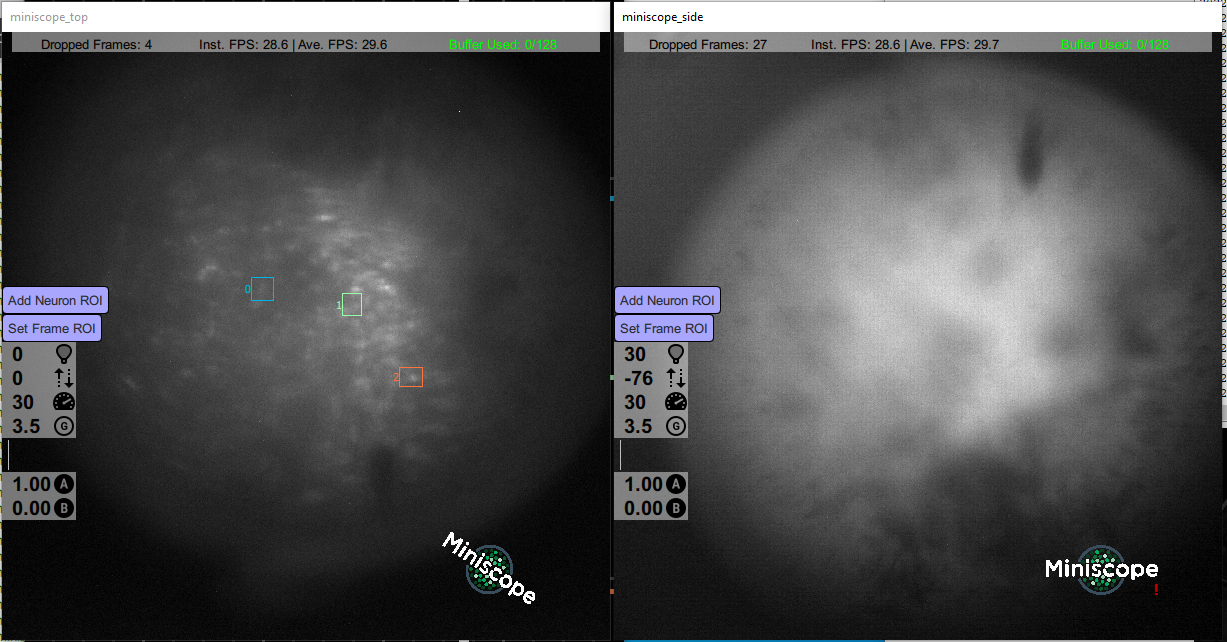 miniscope_top
Dropped Frames: 4 Inst. FPS: 28.6 | Ave. FPS: 29.6 Buffer Used: 0/128
0
1
2
Add Neuron ROI
Set Frame ROI
0
0
30
3.5 G
1.00 A
0.00 B
Miniscope
miniscope_side
Dropped Frames: 27 Inst. FPS: 28.6 | Ave. FPS: 29.7 Buffer Used: 0/128
Add Neuron ROI
Set Frame ROI
30
-76
30
3.5 G
1.00 A
0.00 B
Miniscope
!